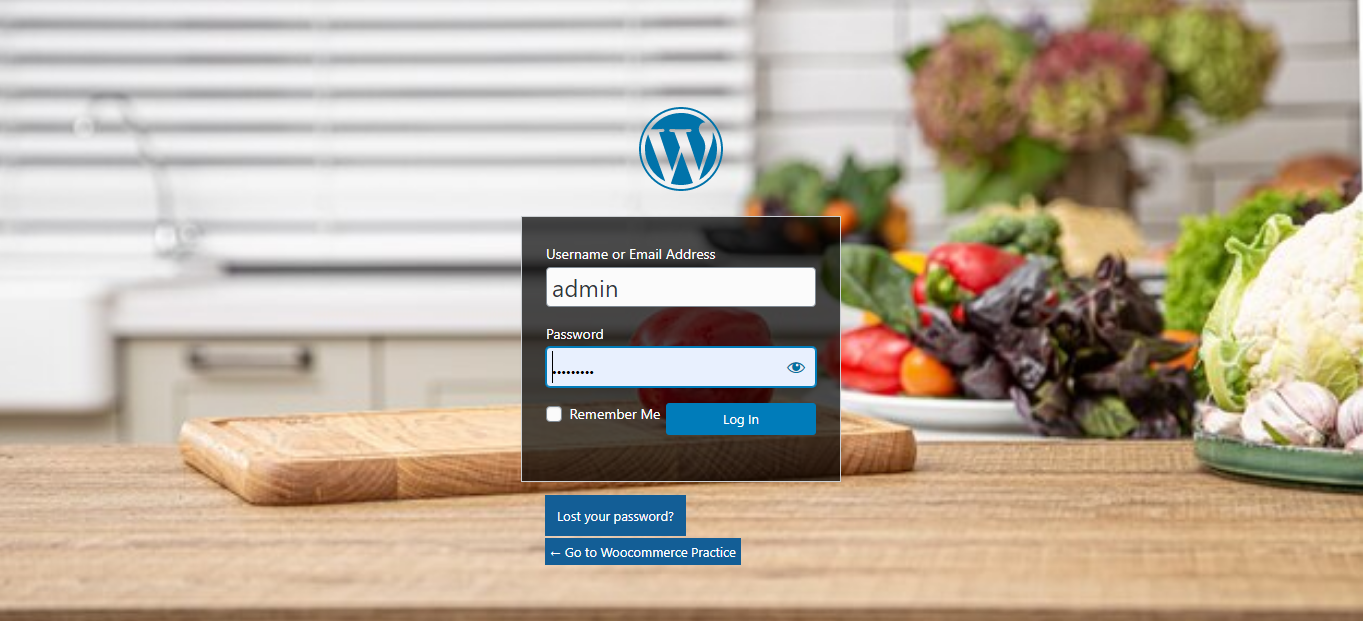 Username or Email Address
admin
Password
•••••••••
Remember Me Log In
Lost your password?
← Go to Woocommerce Practice